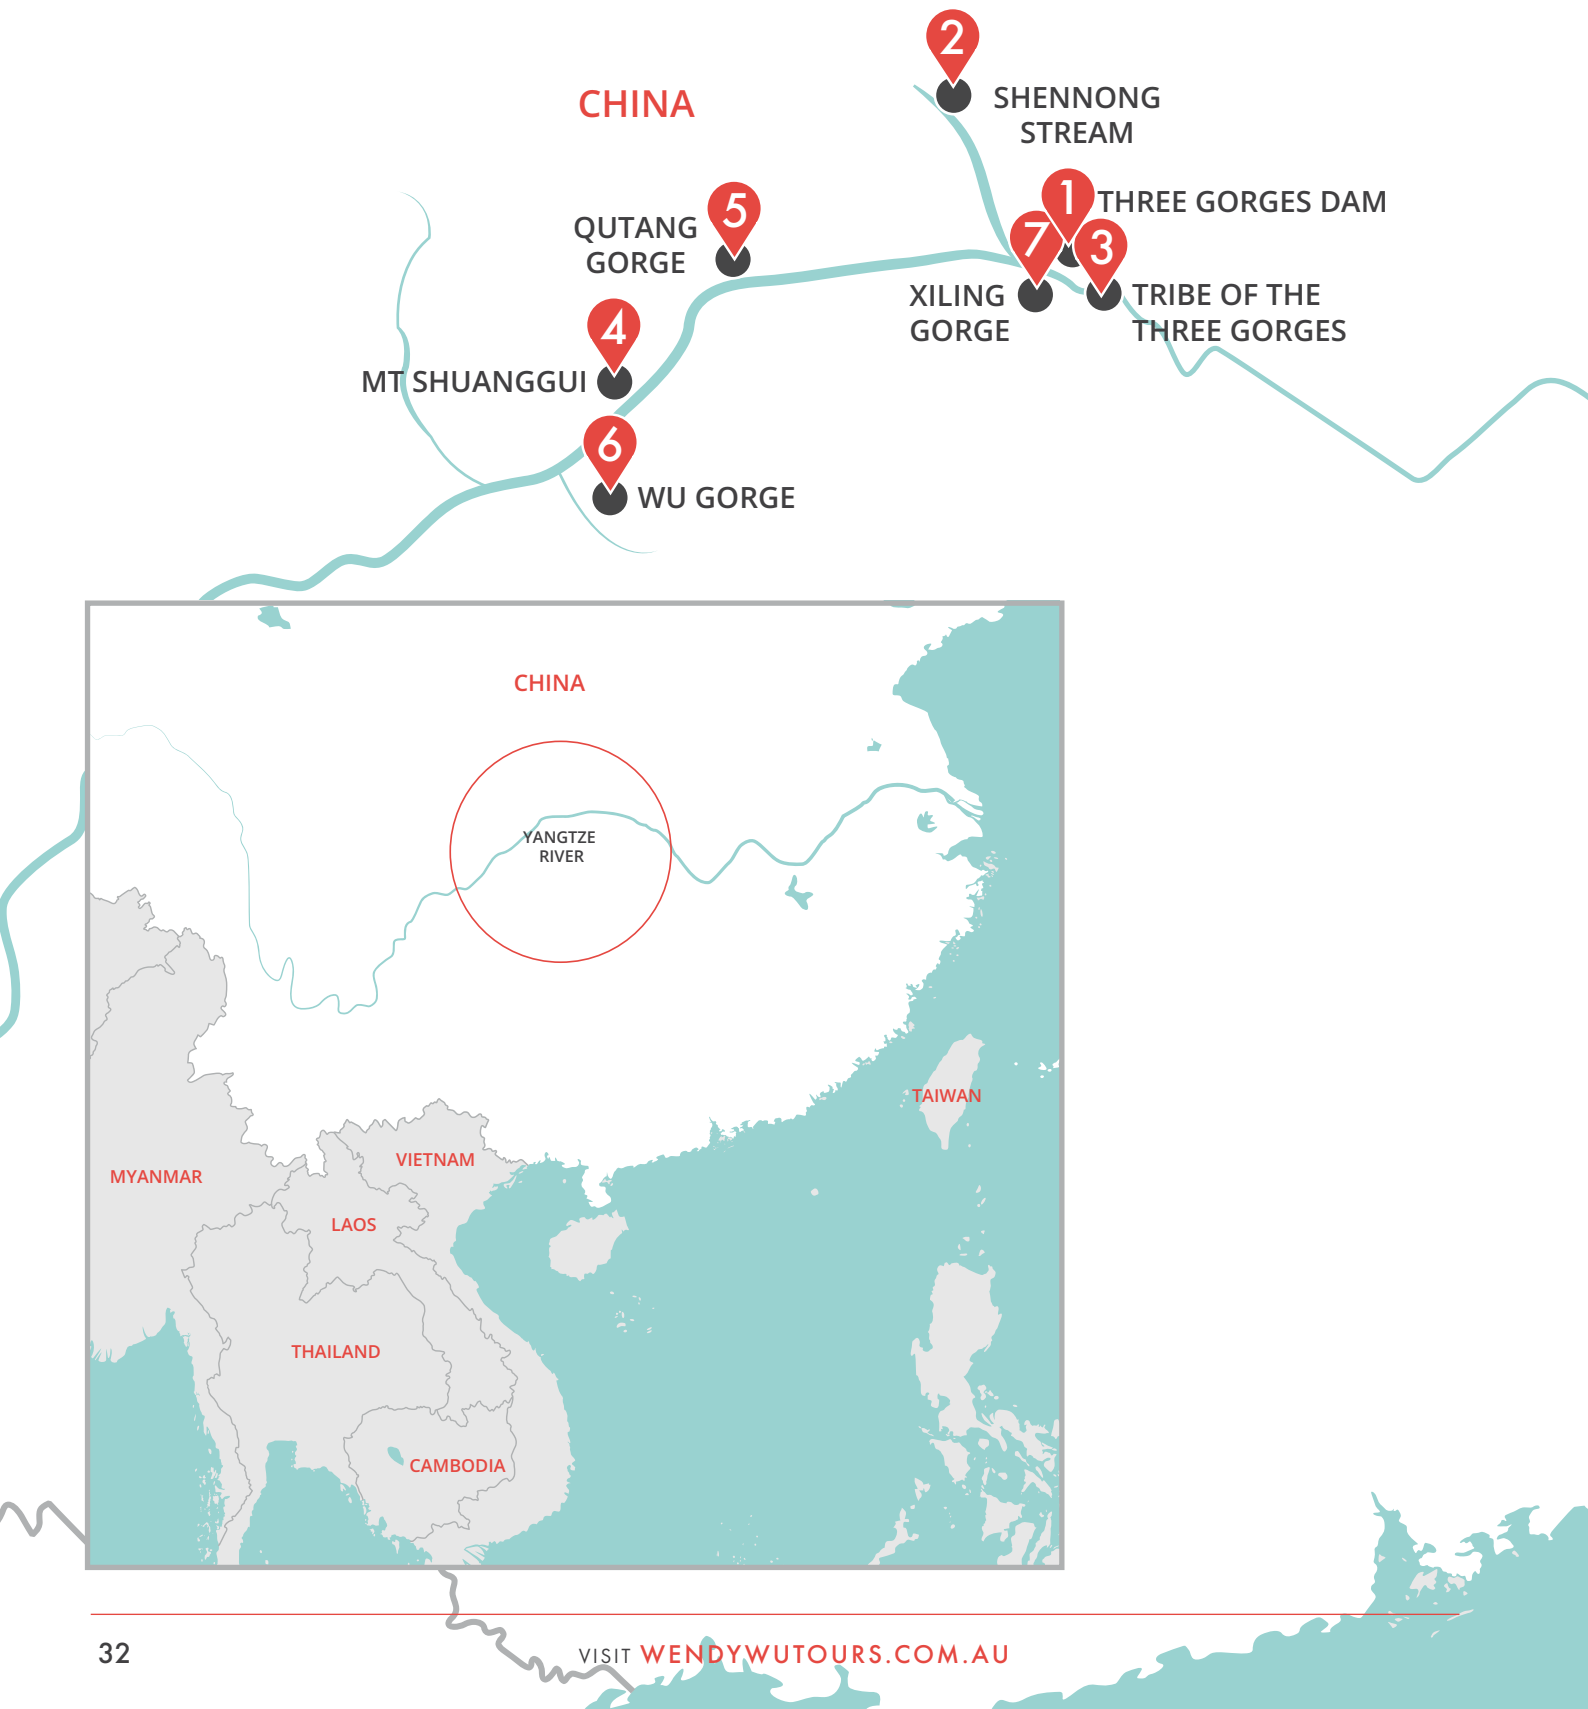 2
CHINA
SHENNONG
STREAM
1
THREE GORGES DAM
5
QUTANG
GORGE
7
3
XILING
GORGE
TRIBE OF THE
THREE GORGES
4
MT SHUANGGUI
6
WU GORGE
CHINA
YANGTZE
RIVER
TAIWAN
VIETNAM
MYANMAR
LAOS
THAILAND
CAMBODIA
32
VISIT WENDYWUTOURS.COM.AU